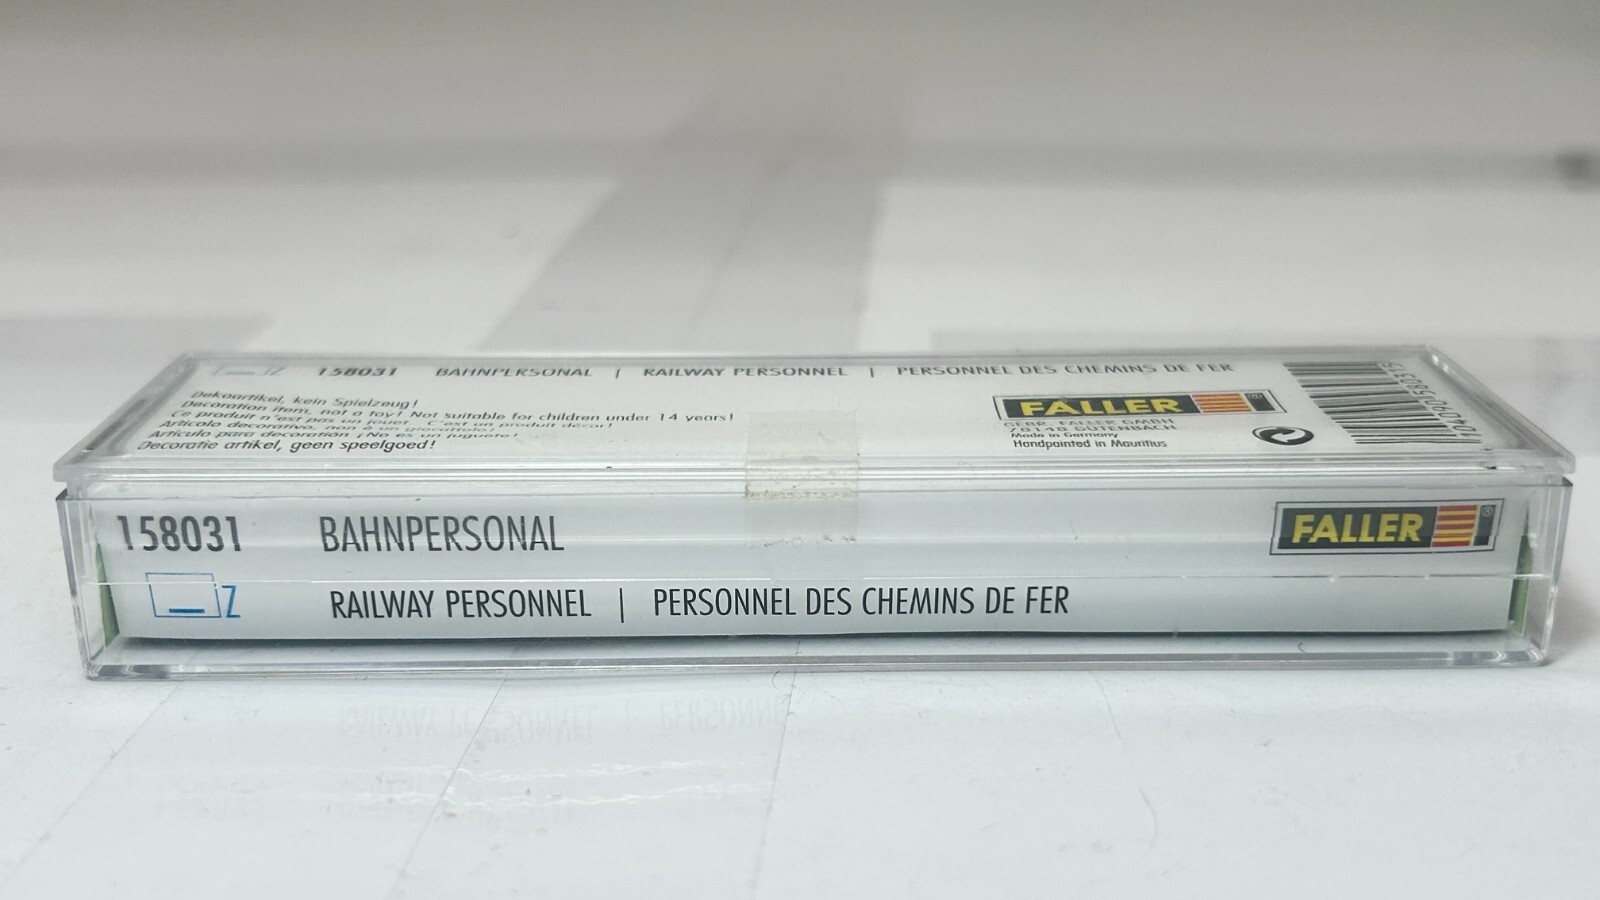 Z 158031 BAHNPERSONAL | RAILWAY PERSONNEL | PERSONNEL DES CHEMINS DE FER
Dekoartikel, kein Spielzeug!
Decoration item, not a toy! Not suitable for children under 14 years!
Ce produit n'est pas un jouet. C'est un produit décor!
Articolo decorativo, non è un giocattolo!
Artículo para decoración ¡No es un juguete!
Decoratie artikel, geen speelgoed!
FALLER ®
GEBR. FALLER GMBH
78148 GÜTENBACH
Made in Germany
Handpainted in Mauritius
158031 BAHNPERSONAL
FALLER ®
Z RAILWAY PERSONNEL | PERSONNEL DES CHEMINS DE FER